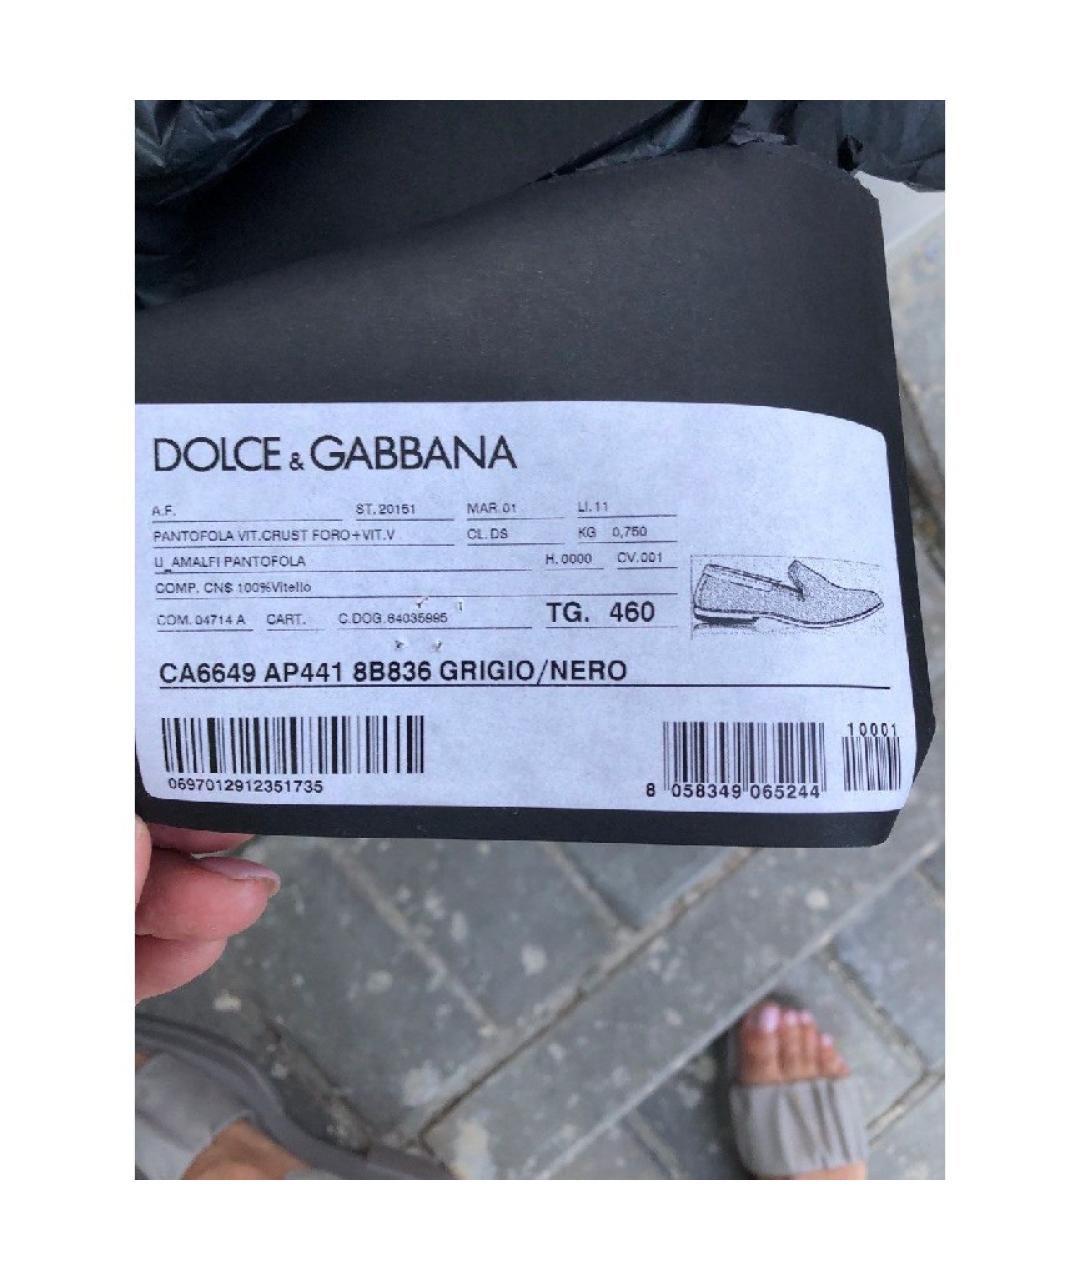 DOLCE & GABBANA
A.F. ST. 20151 MAR. 01 LI. 11
PANTOFOLA VIT.CRUST FORO+VIT.V CL. DS KG 0,750
U_AMALFI PANTOFOLA H. 0000 CV. 001
COMP. CNS 100%Vitello
COM. 04714 A CART. C.DOG. 64035995 TG. 460
CA6649 AP441 8B836 GRIGIO/NERO
10001
0697012912351735 8 058349 065244